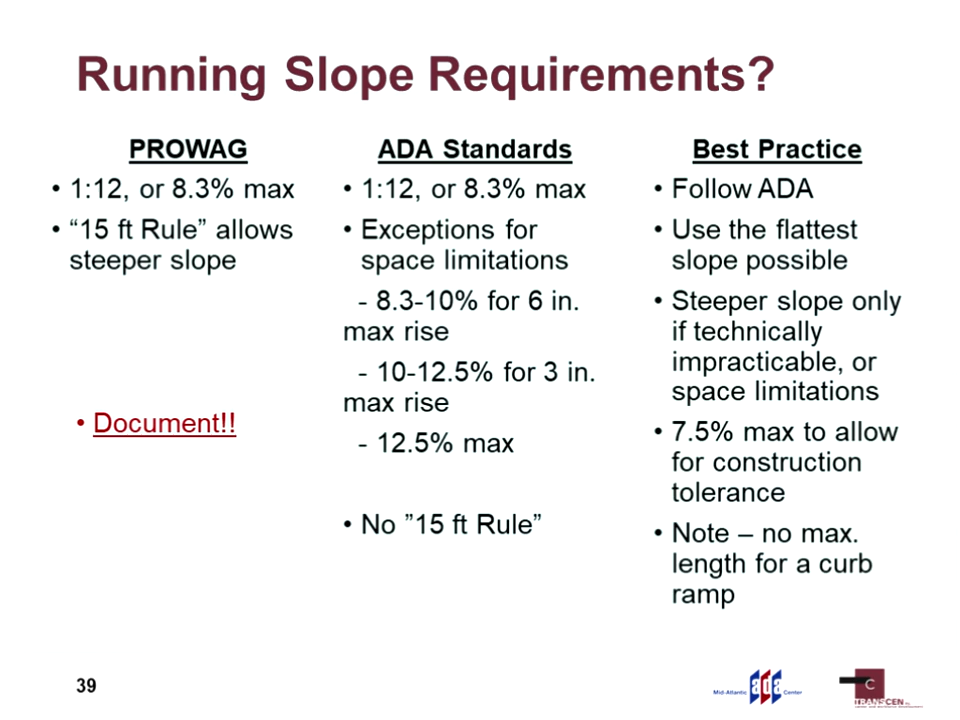 Running Slope Requirements?
PROWAG
• 1:12, or 8.3% max
• “15 ft Rule” allows
steeper slope
• Document!!
ADA Standards
• 1:12, or 8.3% max
• Exceptions for
space limitations
- 8.3-10% for 6 in.
max rise
- 10-12.5% for 3 in.
max rise
- 12.5% max
• No ”15 ft Rule”
Best Practice
• Follow ADA
• Use the flattest
slope possible
• Steeper slope only
if technically
impracticable, or
space limitations
• 7.5% max to allow
for construction
tolerance
• Note – no max.
length for a curb
ramp
39
Mid-Atlantic ada Center
C
TRANSCEN